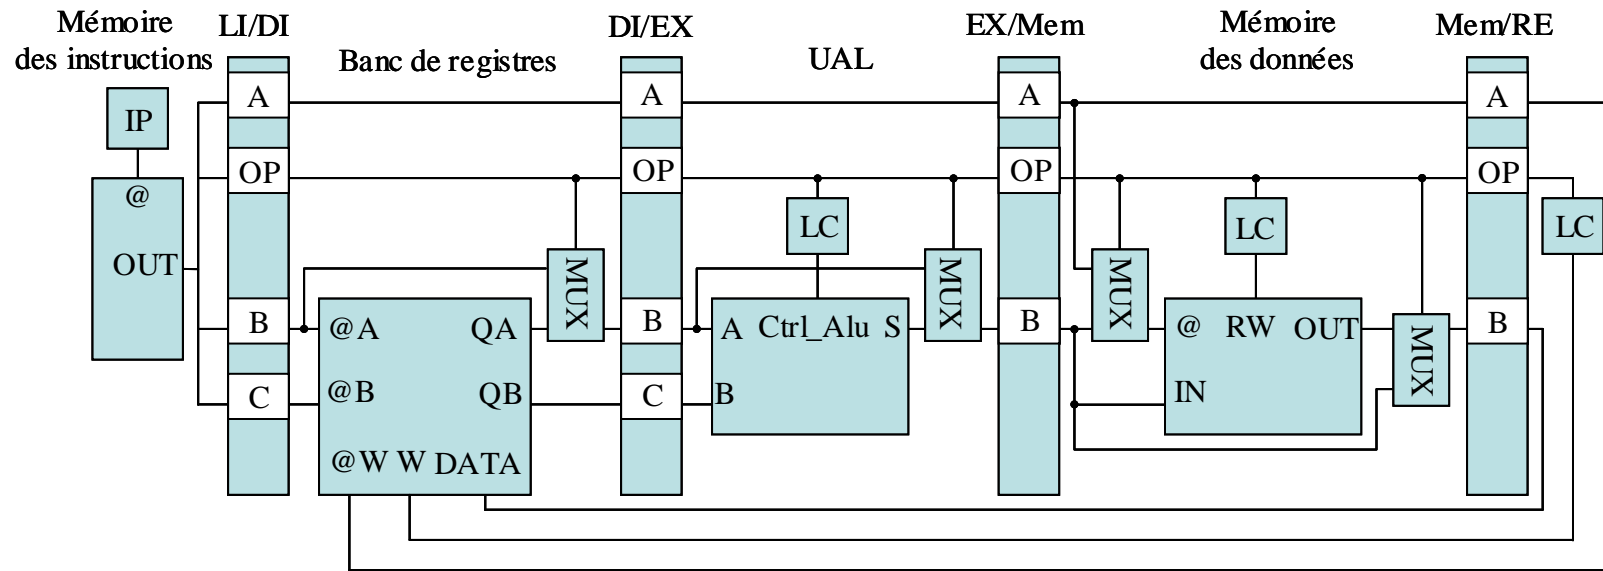 Mémoire
des instructions
LI/DI
Banc de registres
DI/EX
UAL
EX/Mem
Mémoire
des données
Mem/RE
IP
@
OUT
A
OP
B
C
@A
QA
@B
QB
@W W DATA
MUX
A
OP
B
C
LC
A
Ctrl_Alu
S
B
MUX
A
OP
B
MUX
LC
@
RW
OUT
IN
MUX
A
OP
B
LC